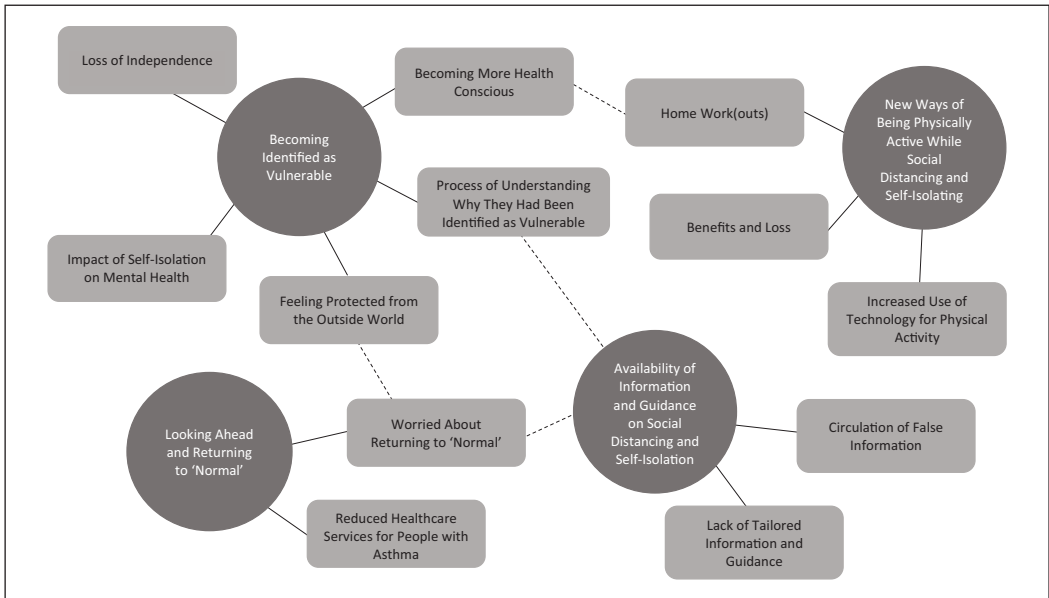 Loss of Independence
Becoming More Health
Conscious
Home Work(outs)
New Ways of
Being Physically
Active While
Social
Distancing and
Self-Isolating
Becoming
Identified as
Vulnerable
Process of Understanding
Why They Had Been
Identified as Vulnerable
Benefits and Loss
Impact of Self-Isolation
on Mental Health
Feeling Protected from
the Outside World
Increased Use of
Technology for Physical
Activity
Availability of
Information
and Guidance
on Social
Distancing and
Self-Isolation
Looking Ahead
and Returning
to ‘Normal’
Worried About
Returning to ‘Normal’
Circulation of False
Information
Reduced Healthcare
Services for People with
Asthma
Lack of Tailored
Information and
Guidance